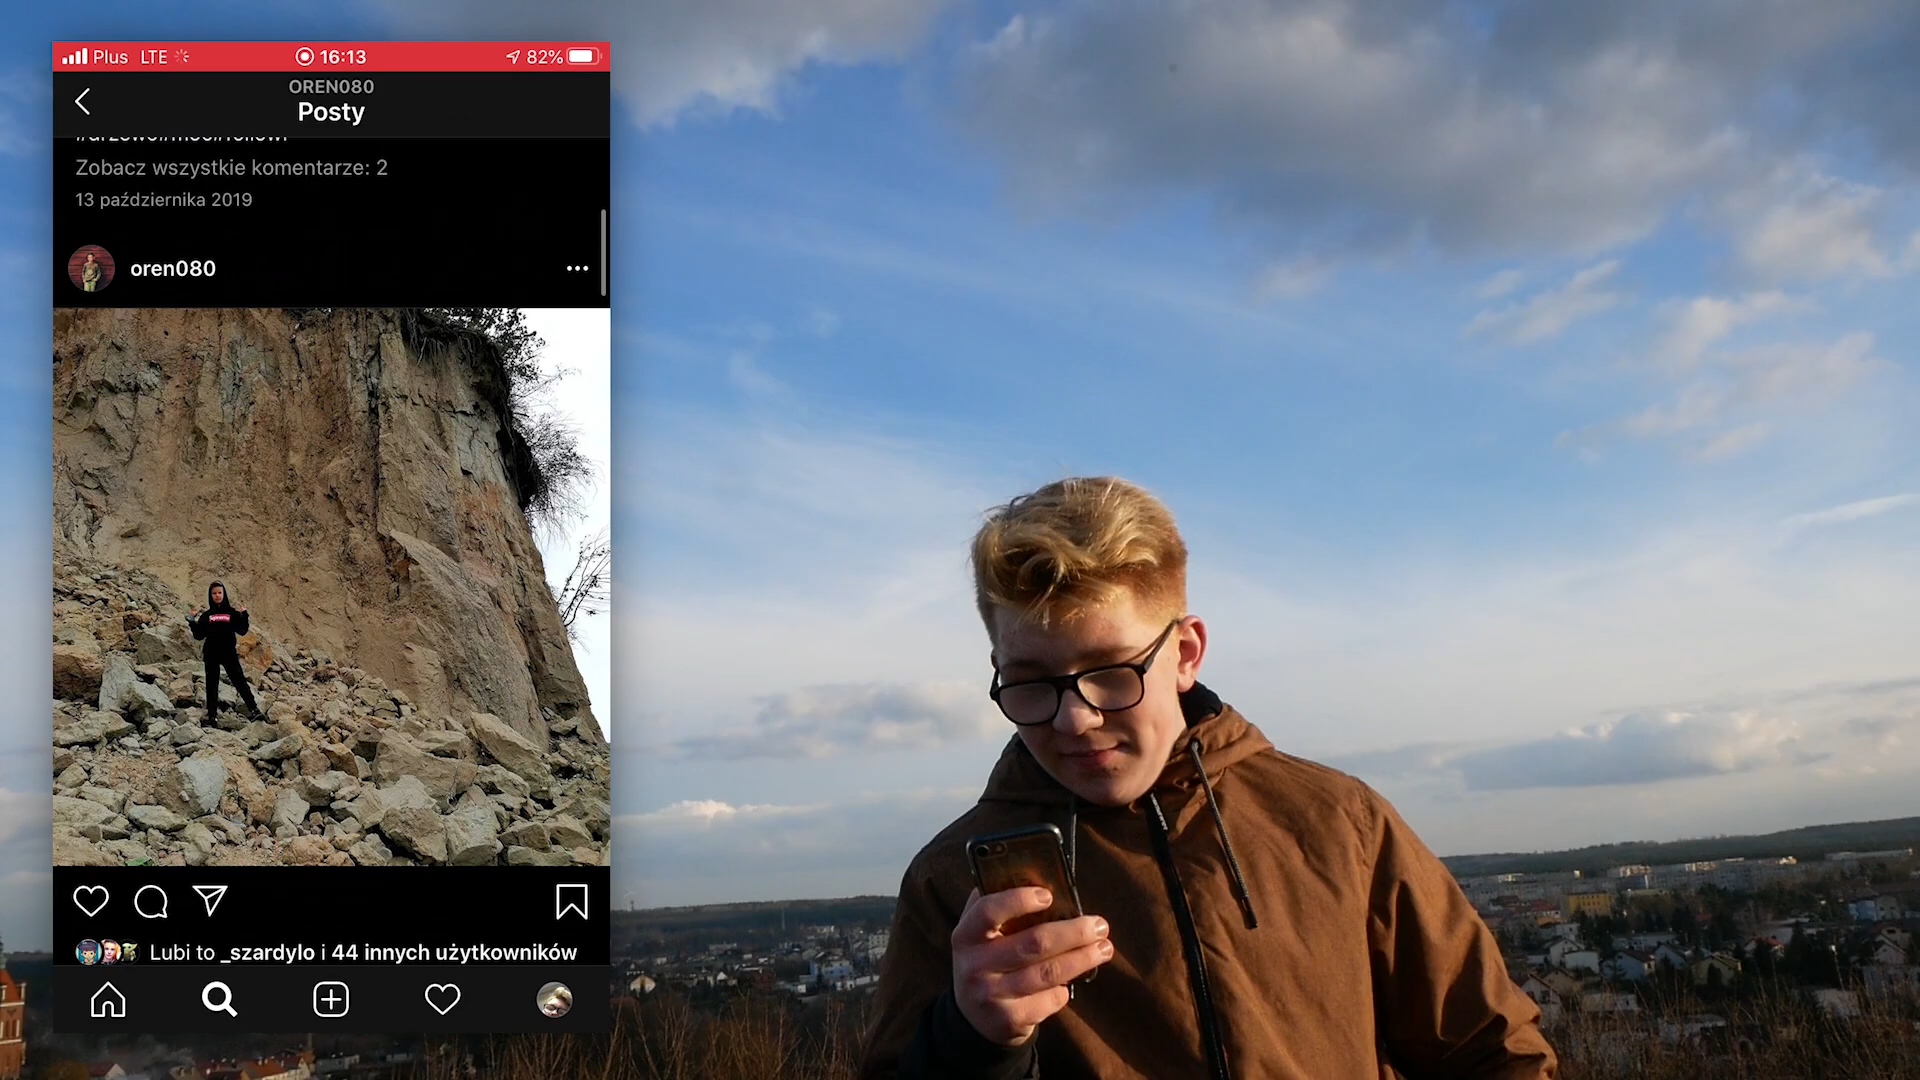 Plus LTE 16:13 82%
OREN080
Posty
Zobacz wszystkie komentarze: 2
13 października 2019
oren080
Supreme
Lubi to _szardylo i 44 innych użytkowników